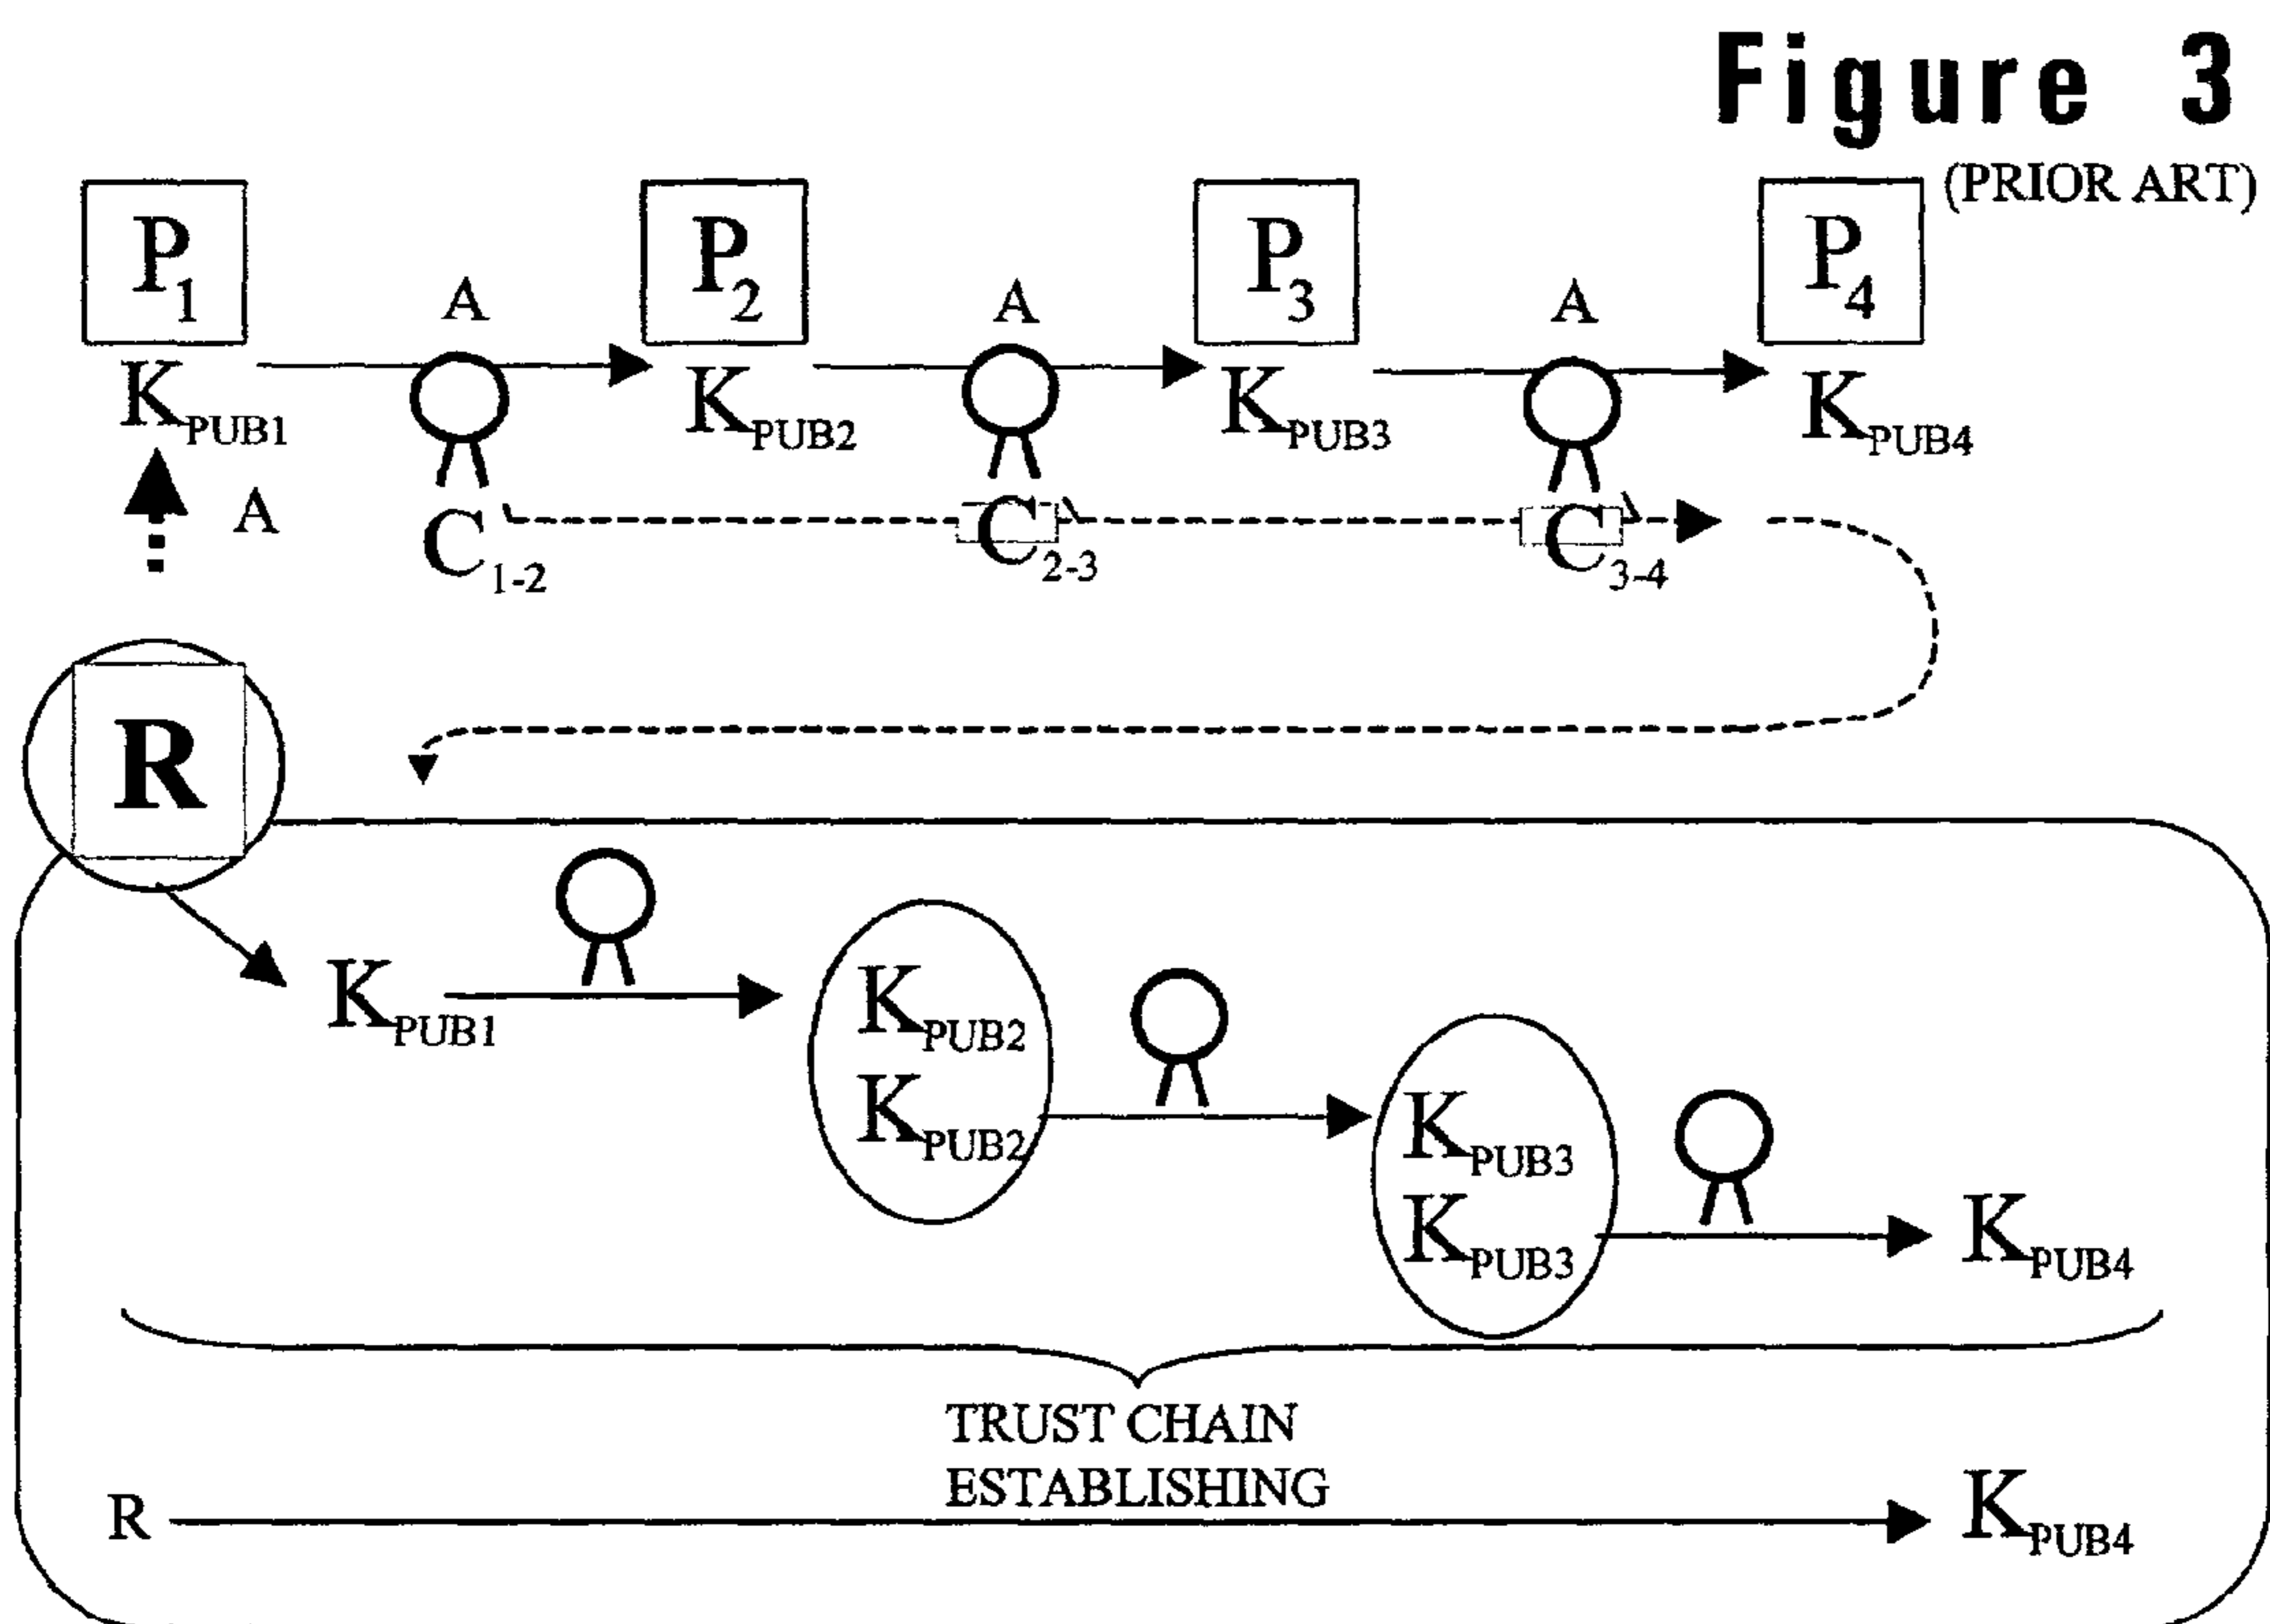 Figure 3
(PRIOR ART)
P1 P2 P3 P4
A A A
KPUB1 KPUB2 KPUB3 KPUB4
A
C1-2 C2-3 C3-4
R
KPUB1 KPUB2
KPUB2 KPUB3
KPUB3 KPUB4
TRUST CHAIN
ESTABLISHING
R KPUB4